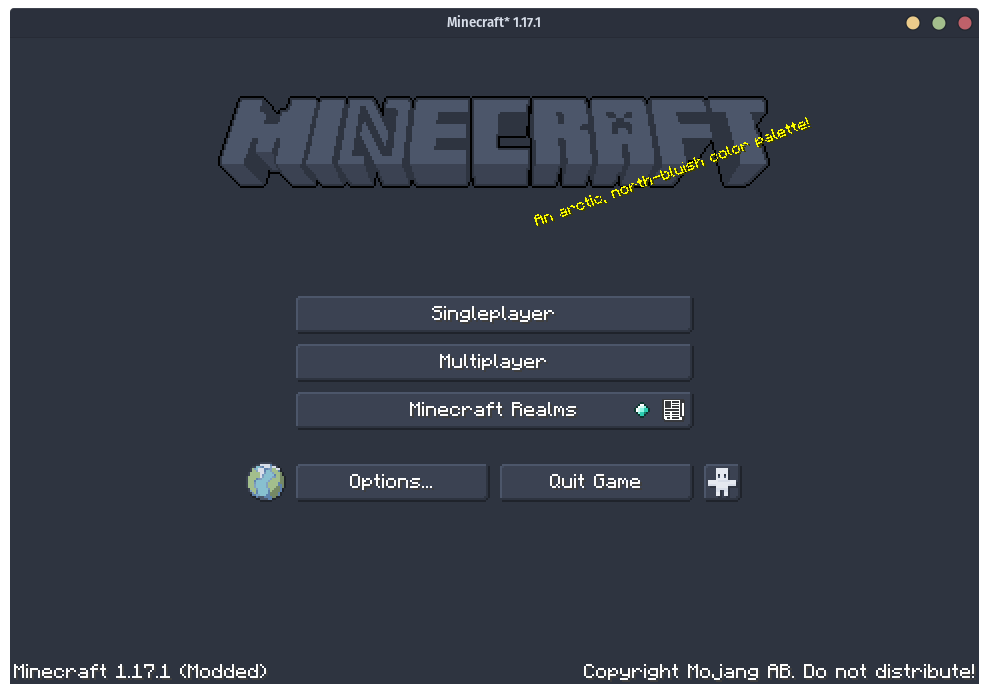 Minecraft* 1.17.1
MINECRAFT
An arctic, north-bluish color palette!
Singleplayer
Multiplayer
Minecraft Realms
Options...
Quit Game
Minecraft 1.17.1 (Modded)
Copyright Mojang AB. Do not distribute!